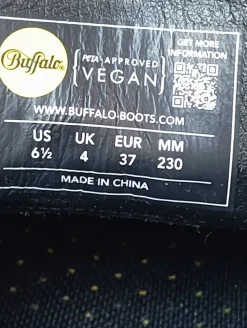 Buffalo
PETA-APPROVED
VEGAN
GET MORE
INFORMATION
WWW.BUFFALO-BOOTS.COM
US UK EUR MM
6½ 4 37 230
MADE IN CHINA